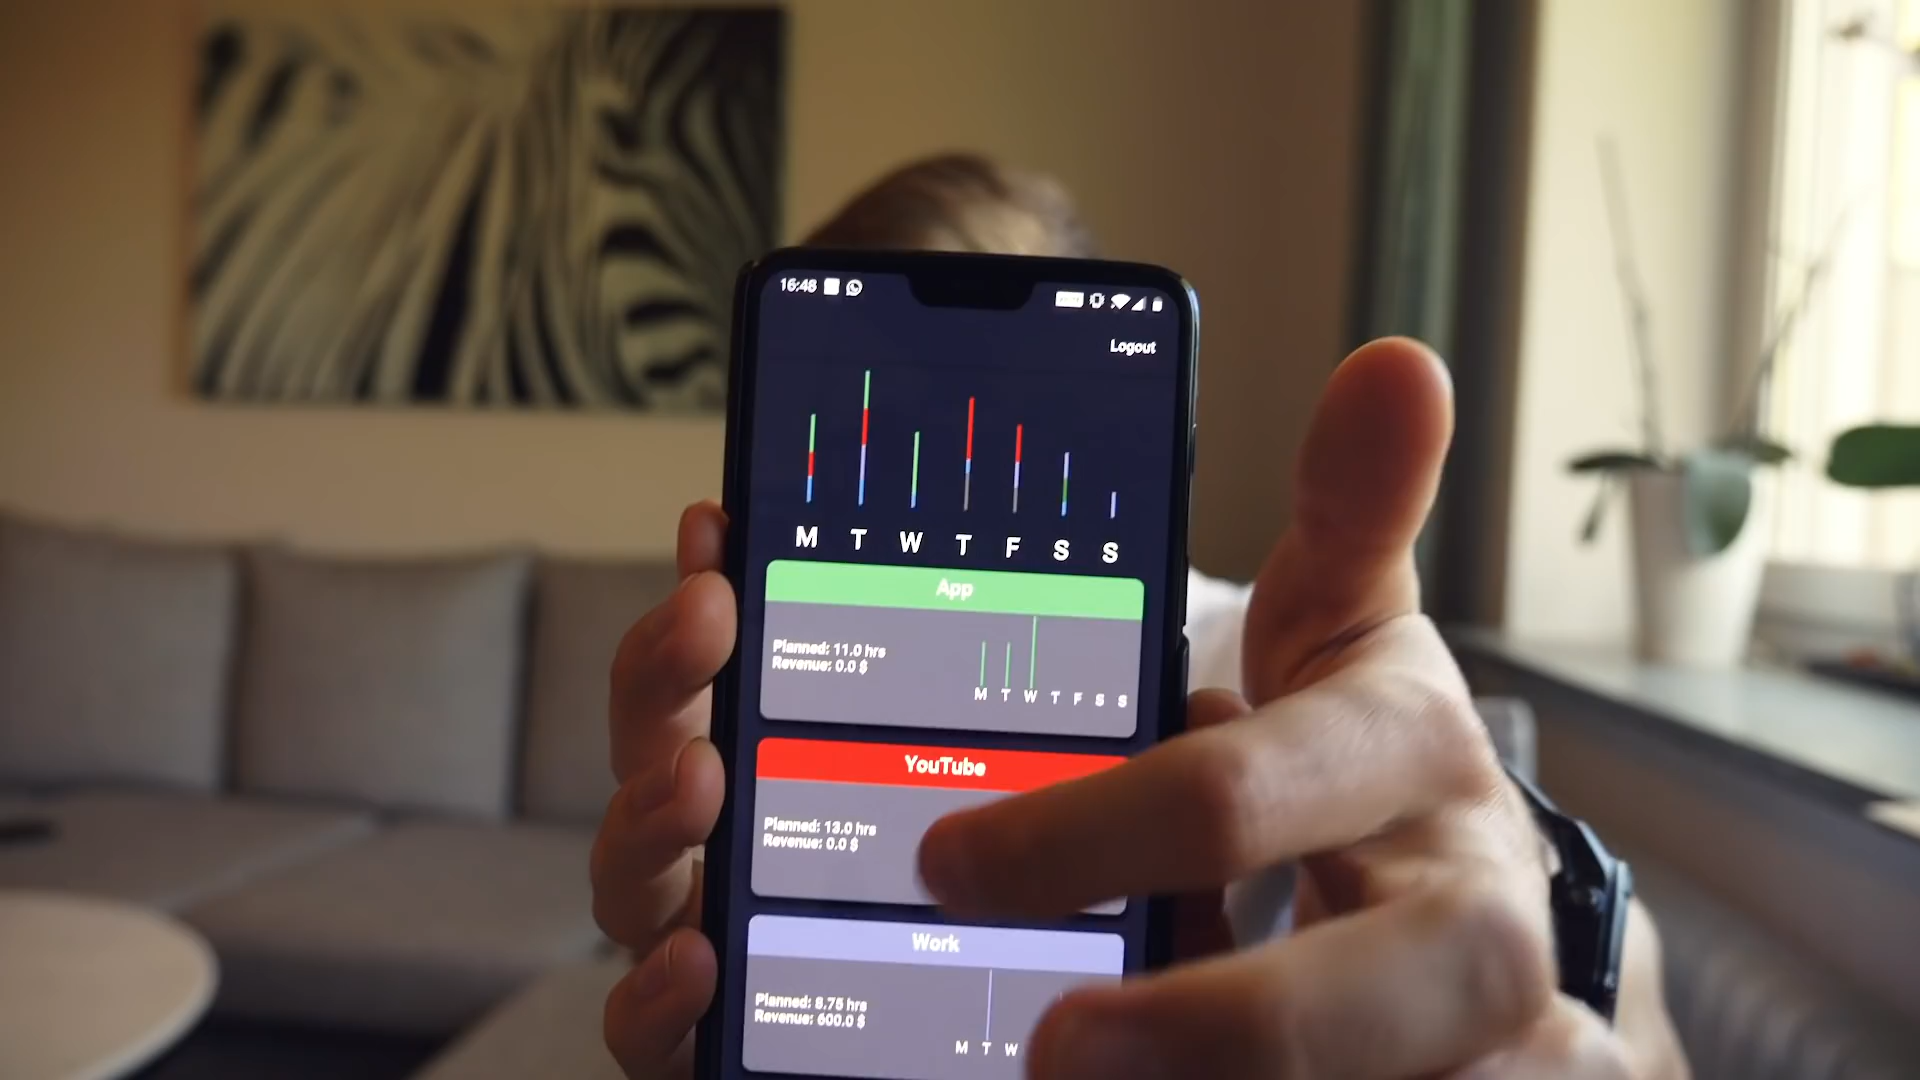 16:48
Logout
M T W T F S S
App
Planned: 11.0 hrs
Revenue: 0.0 $
M T W T F S S
YouTube
Planned: 13.0 hrs
Revenue: 0.0 $
Work
Planned: 8.75 hrs
Revenue: 600.0 $
M T W